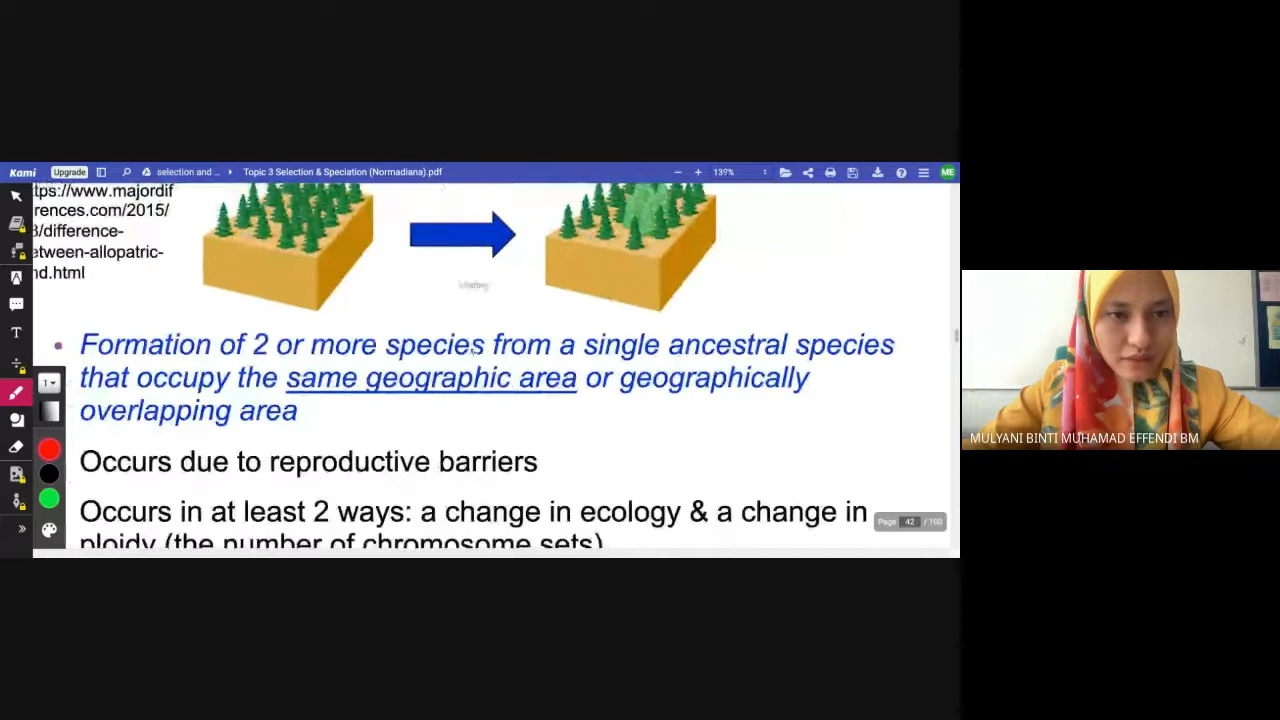 Kami
Upgrade
selection and ...
Topic 3 Selection & Speciation (Normadiana).pdf
139%
ME
tps://www.majordif
rences.com/2015/
3/difference-
etween-allopatric-
nd.html
Formation of 2 or more species from a single ancestral species
that occupy the same geographic area or geographically
overlapping area
Occurs due to reproductive barriers
Occurs in at least 2 ways: a change in ecology & a change in
ploidy (the number of chromosome sets)
Page 42 / 100
1
MULYANI BINTI MUHAMAD EFFENDI BM